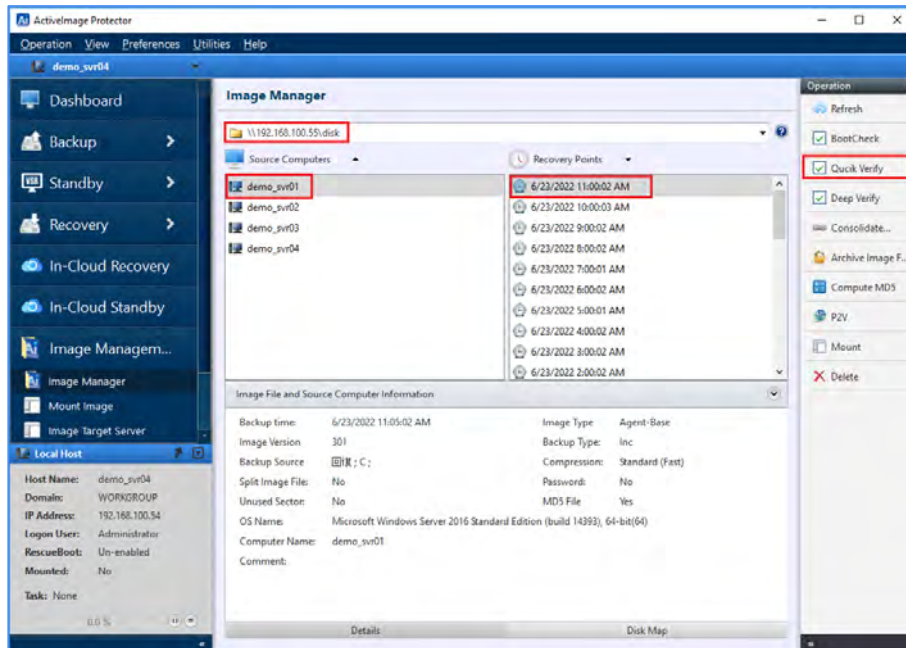 ActiveImage Protector
Operation View Preferences Utilities Help
demo_svr04
Dashboard
Backup
Standby
Recovery
In-Cloud Recovery
In-Cloud Standby
Image Managem...
Image Manager
Mount Image
Image Target Server
Local Host
Host Name: demo_svr04
Domain: WORKGROUP
IP Address: 192.168.100.54
Logon User: Administrator
RescueBoot: Un-enabled
Mounted: No
Task: None
0.0 %
Image Manager
\\192.168.100.55\disk
Source Computers
demo_svr01
demo_svr02
demo_svr03
demo_svr04
Recovery Points
6/23/2022 11:00:02 AM
6/23/2022 10:00:03 AM
6/23/2022 9:00:02 AM
6/23/2022 8:00:02 AM
6/23/2022 7:00:01 AM
6/23/2022 6:00:02 AM
6/23/2022 5:00:01 AM
6/23/2022 4:00:02 AM
6/23/2022 3:00:02 AM
6/23/2022 2:00:02 AM
Image File and Source Computer Information
Backup time: 6/23/2022 11:05:02 AM
Image Type Agent-Base
Image Version 301
Backup Type: Inc
Backup Source ; C:
Compression: Standard (Fast)
Split Image File: No
Password: No
Unused Sector: No
MD5 File Yes
OS Name: Microsoft Windows Server 2016 Standard Edition (build 14393), 64-bit(64)
Computer Name: demo_svr01
Comment:
Details
Disk Map
Operation
Refresh
BootCheck
Qucik Verify
Deep Verify
Consolidate...
Archive Image F...
Compute MD5
P2V
Mount
Delete